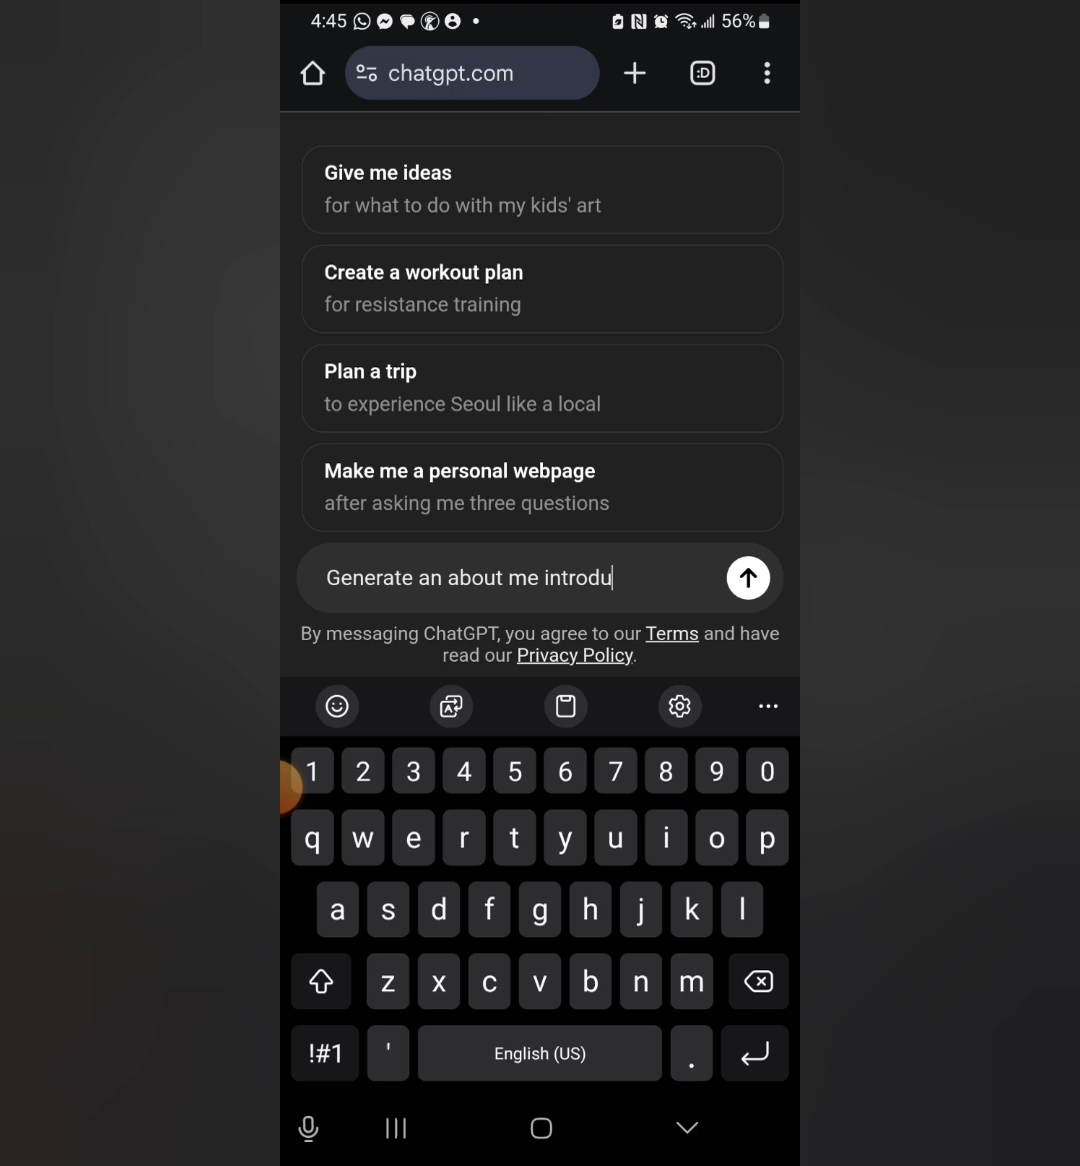 4:45
56%
chatgpt.com
:D
Give me ideas
for what to do with my kids' art
Create a workout plan
for resistance training
Plan a trip
to experience Seoul like a local
Make me a personal webpage
after asking me three questions
Generate an about me introdu
By messaging ChatGPT, you agree to our Terms and have
read our Privacy Policy.
1 2 3 4 5 6 7 8 9 0
q w e r t y u i o p
a s d f g h j k l
z x c v b n m
!#1 ' English (US) .